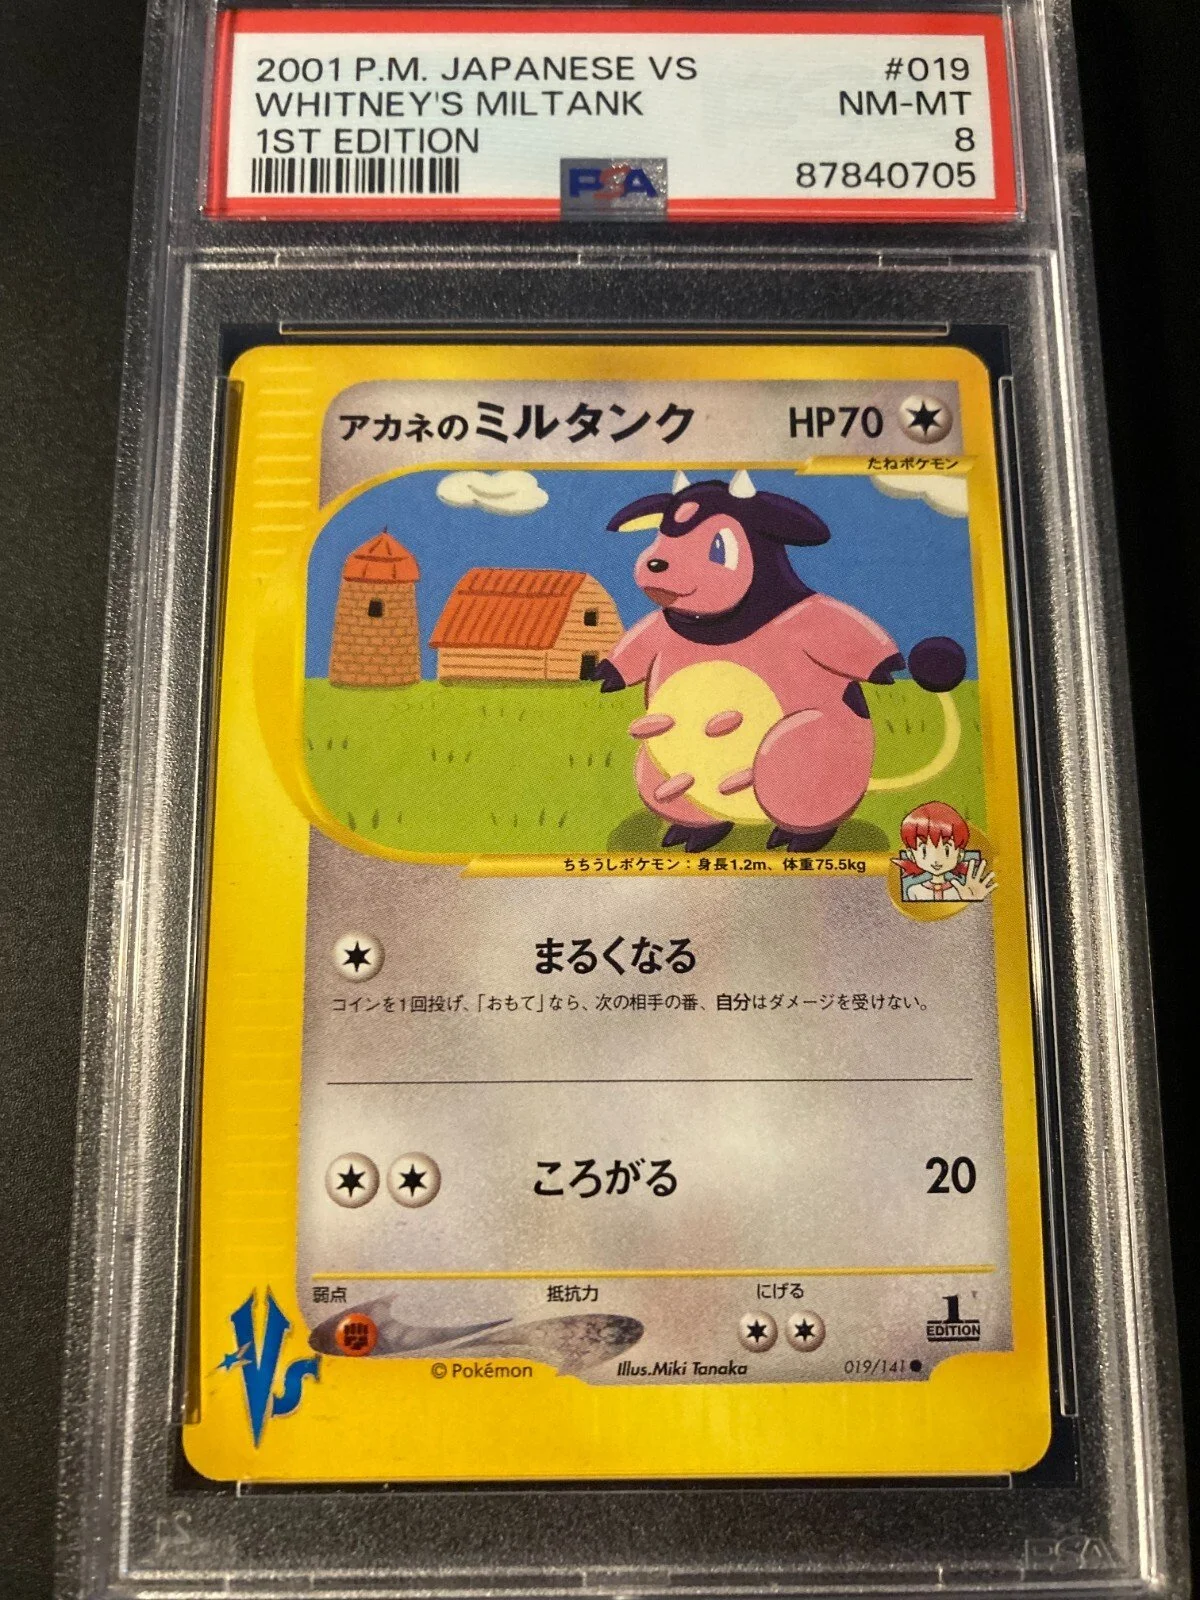 2001 P.M. JAPANESE VS #019
WHITNEY'S MILTANK NM-MT
1ST EDITION 8
PSA 87840705
アカネのミルタンク HP70
たねポケモン
ちちうしポケモン：身長1.2m、体重75.5kg
まるくなる
コインを1回投げ、「おもて」なら、次の相手の番、自分はダメージを受けない。
ころがる 20
弱点 抵抗力 にげる
1
EDITION
VS
© Pokémon Illus.Miki Tanaka 019/141
PSA